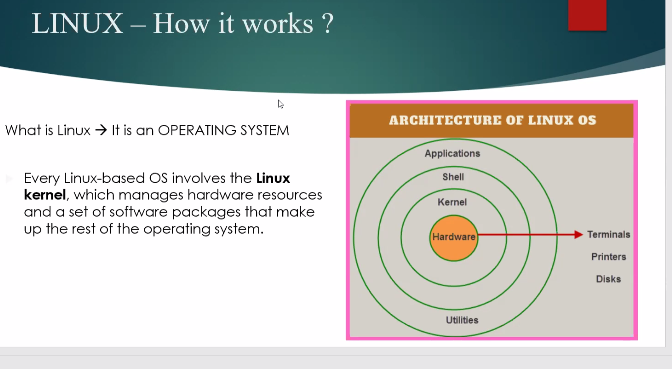 LINUX – How it works ?
What is Linux → It is an OPERATING SYSTEM
Every Linux-based OS involves the Linux
kernel, which manages hardware resources
and a set of software packages that make
up the rest of the operating system.
ARCHITECTURE OF LINUX OS
Applications
Shell
Kernel
Hardware
Terminals
Printers
Disks
Utilities